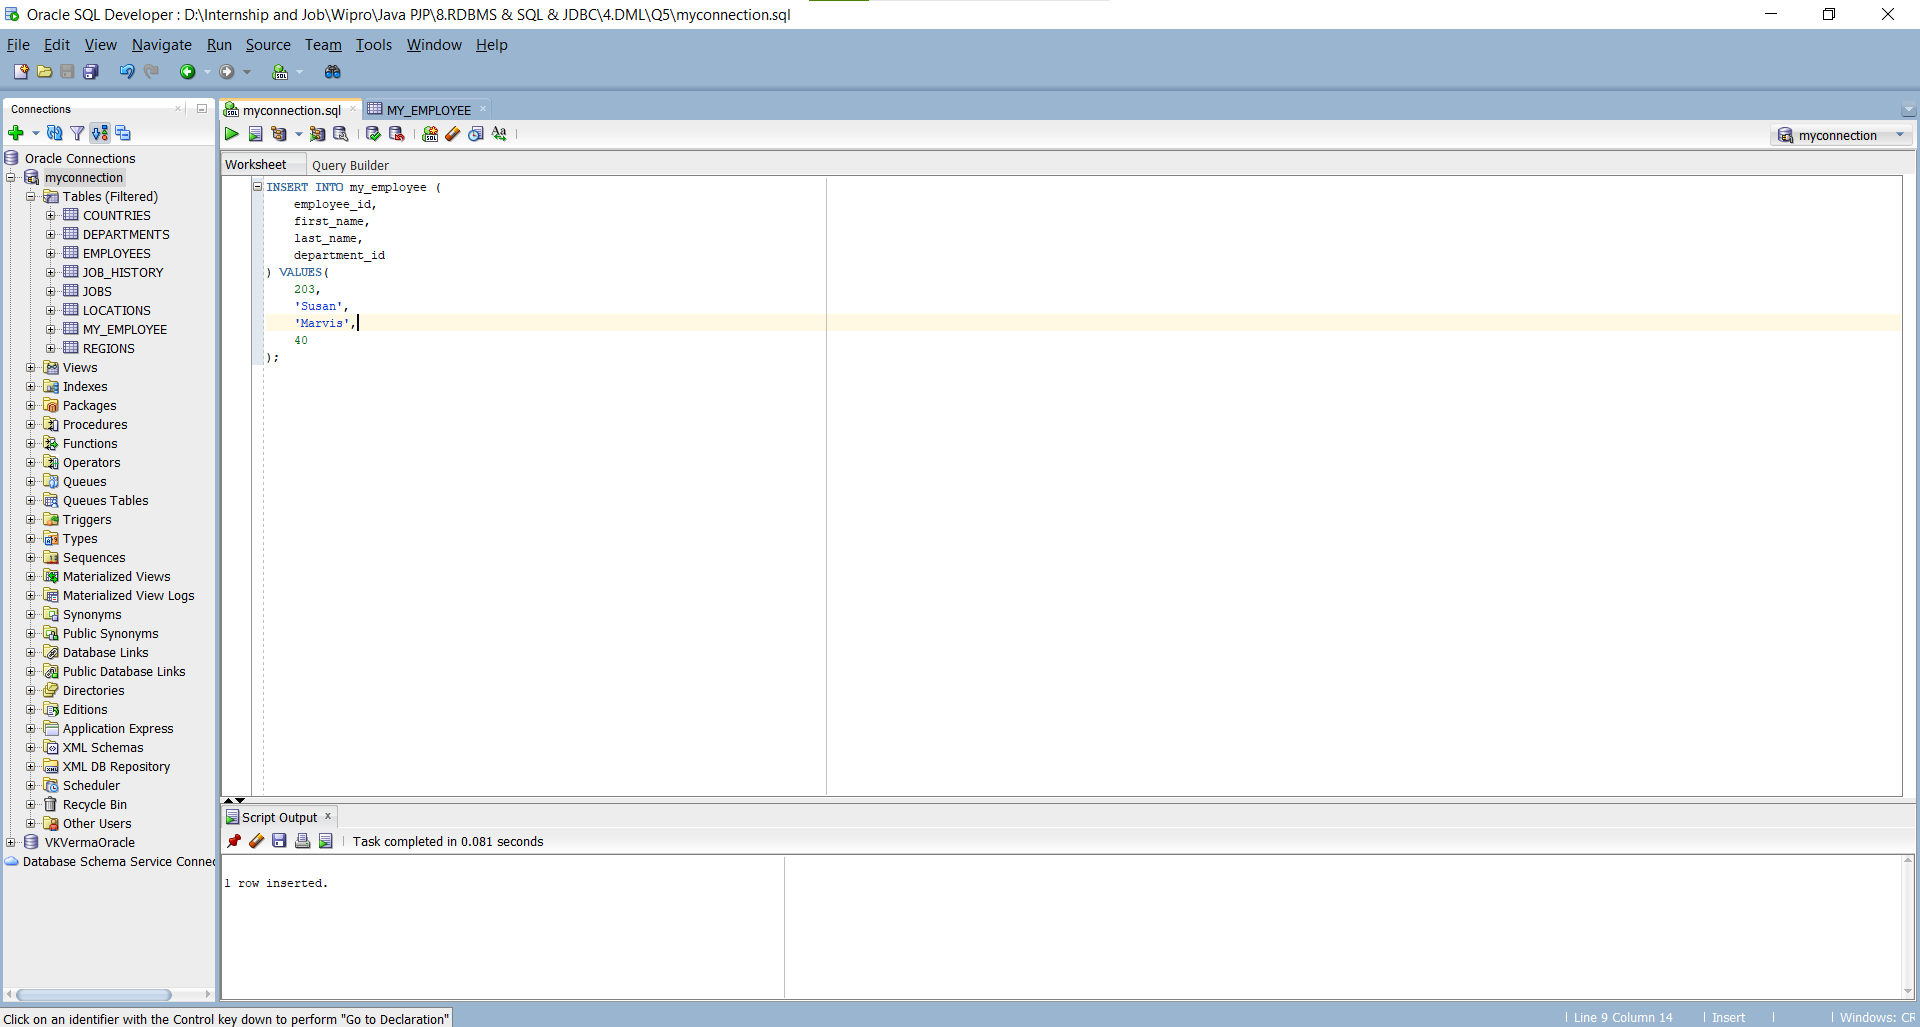 Oracle SQL Developer : D:\Internship and Job\Wipro\Java PJP\8.RDBMS & SQL & JDBC\4.DML\Q5\myconnection.sql
File Edit View Navigate Run Source Team Tools Window Help
Connections
Oracle Connections
myconnection
Tables (Filtered)
COUNTRIES
DEPARTMENTS
EMPLOYEES
JOB_HISTORY
JOBS
LOCATIONS
MY_EMPLOYEE
REGIONS
Views
Indexes
Packages
Procedures
Functions
Operators
Queues
Queues Tables
Triggers
Types
Sequences
Materialized Views
Materialized View Logs
Synonyms
Public Synonyms
Database Links
Public Database Links
Directories
Editions
Application Express
XML Schemas
XML DB Repository
Scheduler
Recycle Bin
Other Users
VKVermaOracle
Database Schema Service Connec
myconnection.sql MY_EMPLOYEE
myconnection
Worksheet Query Builder
INSERT INTO my_employee (
employee_id,
first_name,
last_name,
department_id
) VALUES(
203,
'Susan',
'Marvis',
40
);
Script Output
Task completed in 0.081 seconds
1 row inserted.
Click on an identifier with the Control key down to perform "Go to Declaration"
Line 9 Column 14 Insert Windows: CR